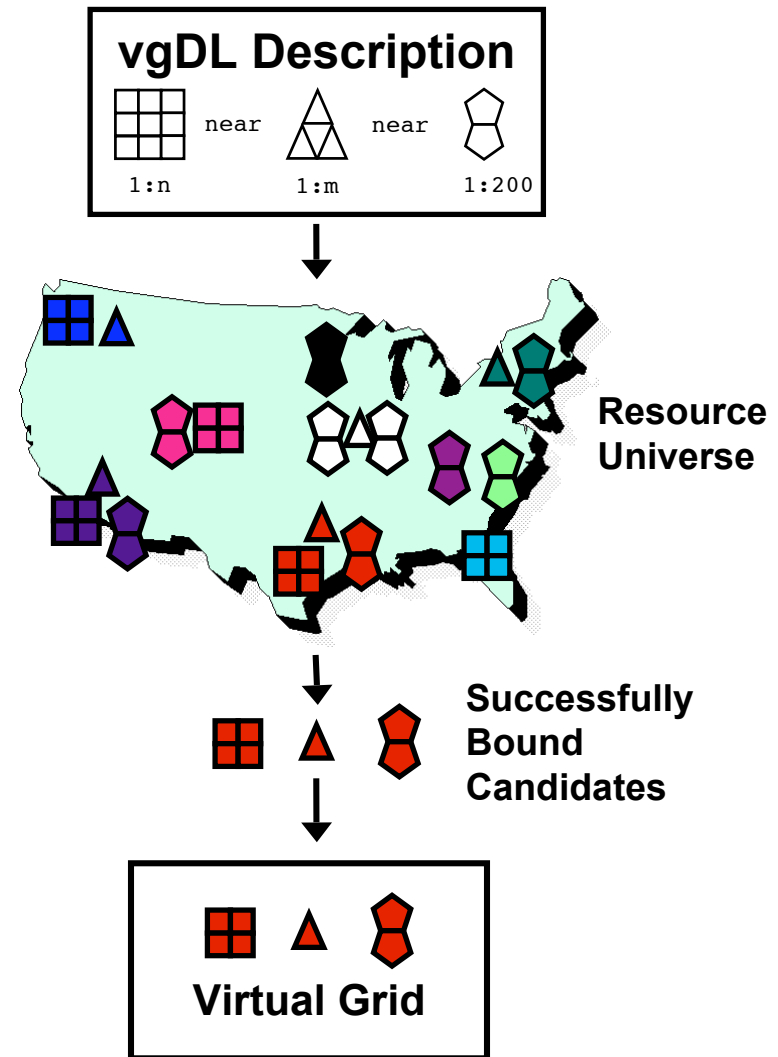 vgDL Description
near near
1:n 1:m 1:200
Resource
Universe
Successfully
Bound
Candidates
Virtual Grid